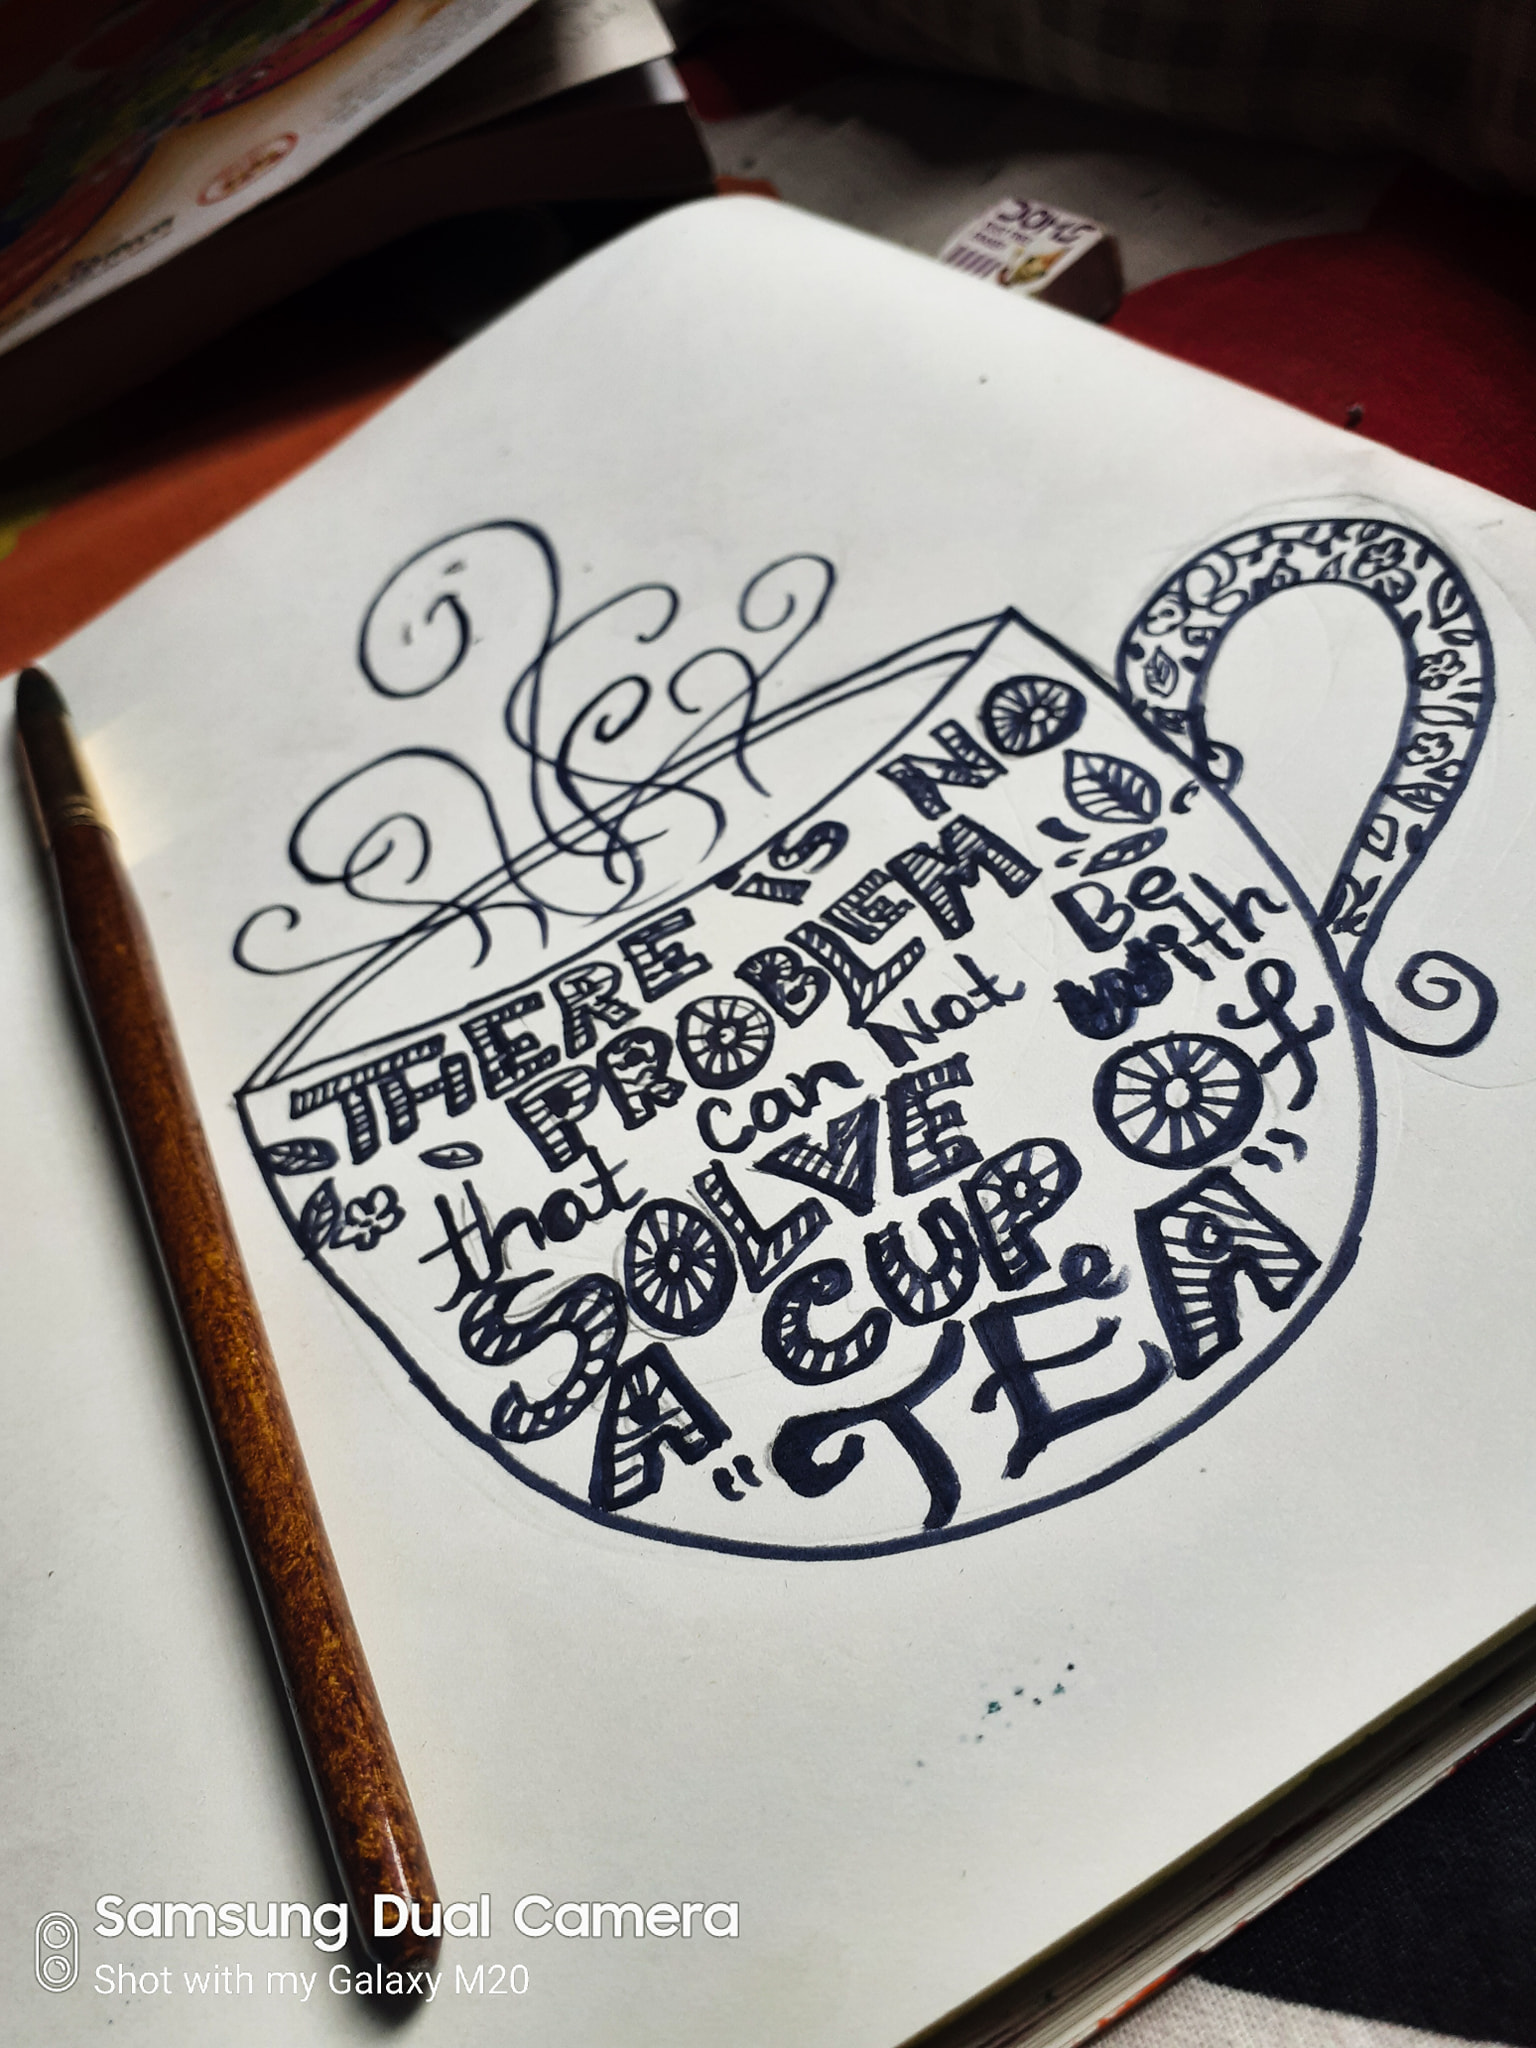 THERE IS NO
PROBLEM
that can Not Be
SOLVE with
A CUP Of
"TEA"
DOMS
Samsung Dual Camera
Shot with my Galaxy M20